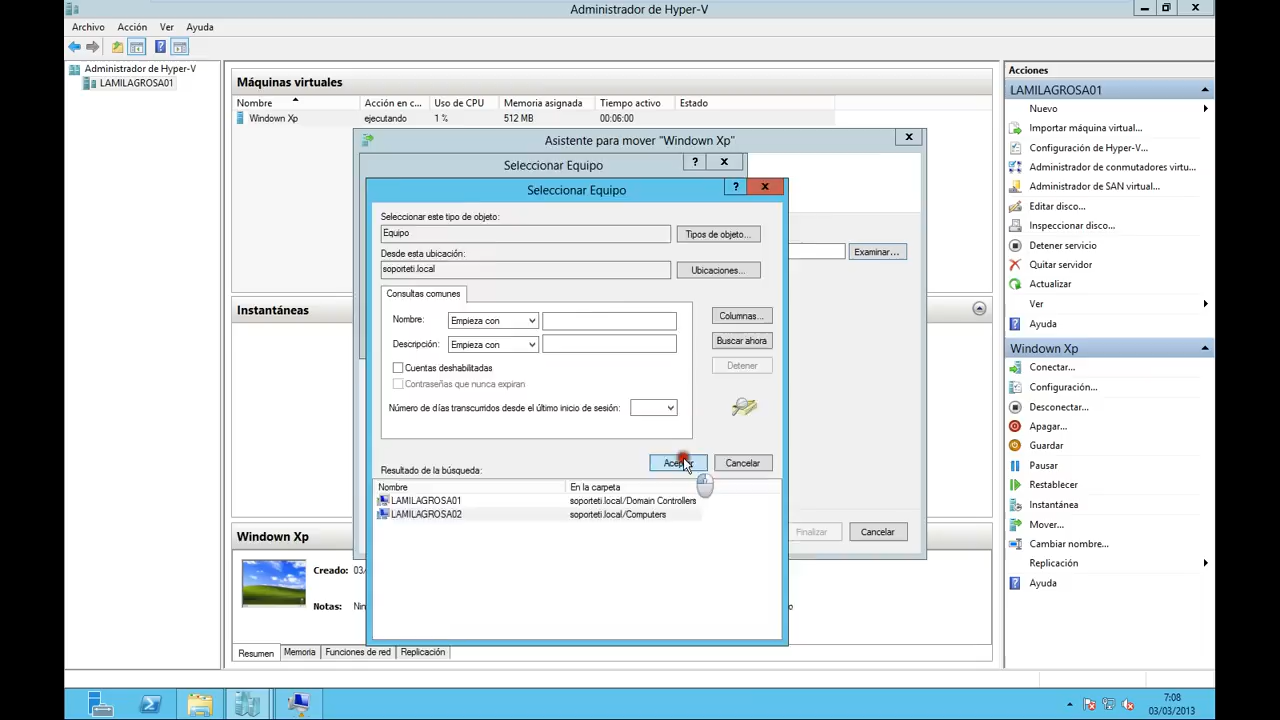 Administrador de Hyper-V
Archivo Acción Ver Ayuda
Administrador de Hyper-V
LAMILAGROSA01
Máquinas virtuales
Nombre Acción en c... Uso de CPU Memoria asignada Tiempo activo Estado
Window Xp ejecutando 1 % 512 MB 00:06:00
Asistente para mover "Windown Xp"
Seleccionar Equipo
Seleccionar Equipo
Seleccionar este tipo de objeto:
Equipo
Tipos de objeto...
Desde esta ubicación:
soporteti.local
Ubicaciones...
Consultas comunes
Nombre: Empieza con
Descripción: Empieza con
Cuentas deshabilitadas
Contraseñas que nunca expiran
Número de días transcurridos desde el último inicio de sesión:
Columnas...
Buscar ahora
Detener
Cancelar
Resultado de la búsqueda:
Nombre En la carpeta
LAMILAGROSA01 soporteti.local/Domain Controllers
LAMILAGROSA02 soporteti.local/Computers
Examinar...
Finalizar Cancelar
Instantáneas
Window Xp
Creado: 03/
Notas: Nin
Resumen Memoria Funciones de red Replicación
Acciones
LAMILAGROSA01
Nuevo
Importar máquina virtual...
Configuración de Hyper-V...
Administrador de conmutadores virtu...
Administrador de SAN virtual...
Editar disco...
Inspeccionar disco...
Detener servicio
Quitar servidor
Actualizar
Ver
Ayuda
Window Xp
Conectar...
Configuración...
Desconectar...
Apagar...
Guardar
Pausar
Restablecer
Instantánea
Mover...
Cambiar nombre...
Replicación
Ayuda
7:08
03/03/2013